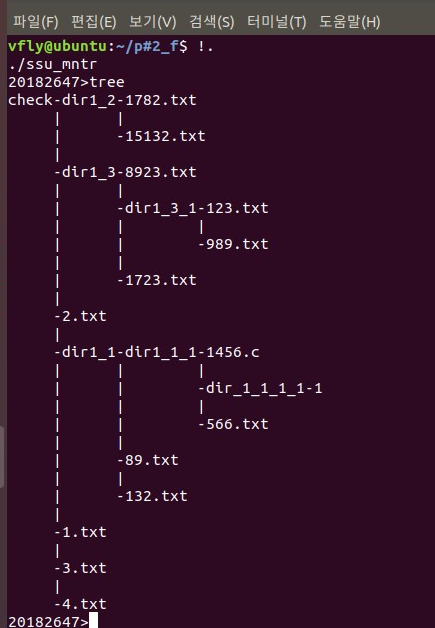 파일(F) 편집(E) 보기(V) 검색(S) 터미널(T) 도움말(H)
vfly@ubuntu:~/p#2_f$ !.
./ssu_mntr
20182647>tree
check-dir1_2-1782.txt
     |      |
     |      -15132.txt
     |
     -dir1_3-8923.txt
     |      |
     |      -dir1_3_1-123.txt
     |      |        |
     |      |        -989.txt
     |      |
     |      -1723.txt
     |
     -2.txt
     |
     -dir1_1-dir1_1_1-1456.c
     |      |        |
     |      |        -dir_1_1_1_1-1
     |      |        |
     |      |        -566.txt
     |      |
     |      -89.txt
     |      |
     |      -132.txt
     |
     -1.txt
     |
     -3.txt
     |
     -4.txt
20182647>